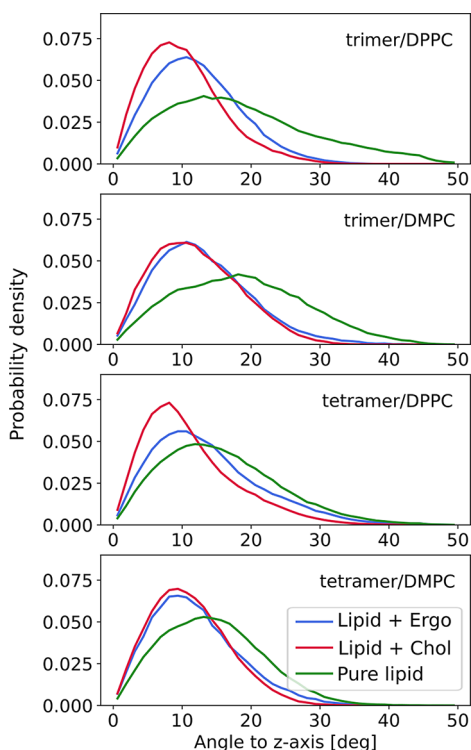 trimer/DPPC
0.075
0.050
0.025
0.000
0 10 20 30 40 50
trimer/DMPC
0.075
0.050
0.025
0.000
0 10 20 30 40 50
Probability density
tetramer/DPPC
0.075
0.050
0.025
0.000
0 10 20 30 40 50
tetramer/DMPC
0.075
0.050
0.025
0.000
Lipid + Ergo
Lipid + Chol
Pure lipid
0 10 20 30 40 50
Angle to z-axis [deg]